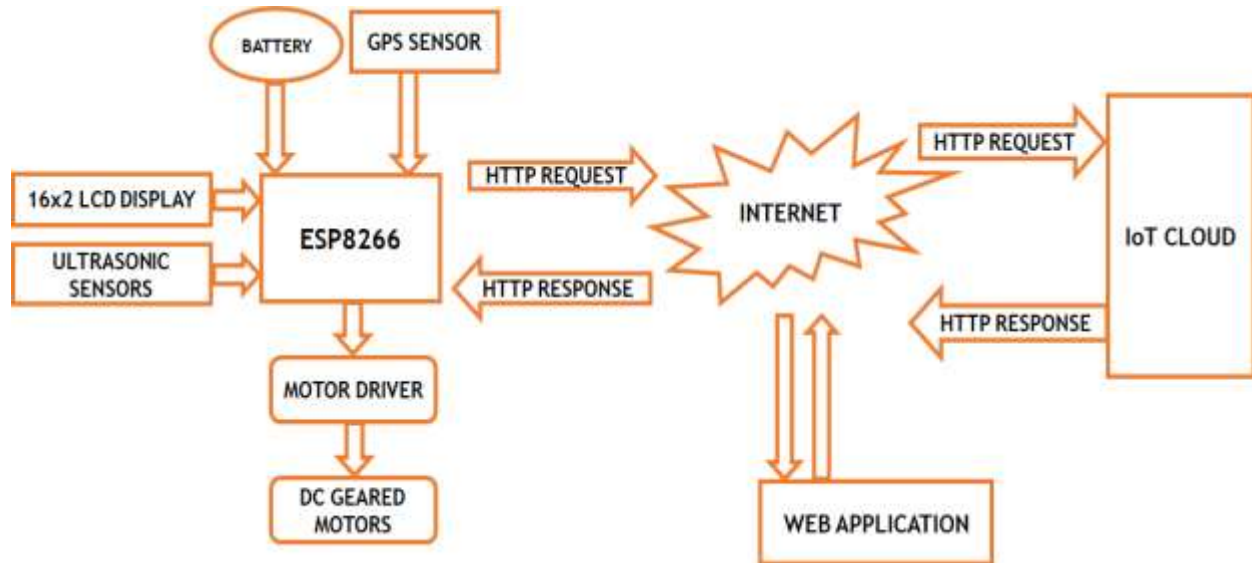 BATTERY
GPS SENSOR
HTTP REQUEST
HTTP REQUEST
16x2 LCD DISPLAY
INTERNET
ESP8266
IoT CLOUD
ULTRASONIC
SENSORS
HTTP RESPONSE
HTTP RESPONSE
MOTOR DRIVER
DC GEARED
MOTORS
WEB APPLICATION